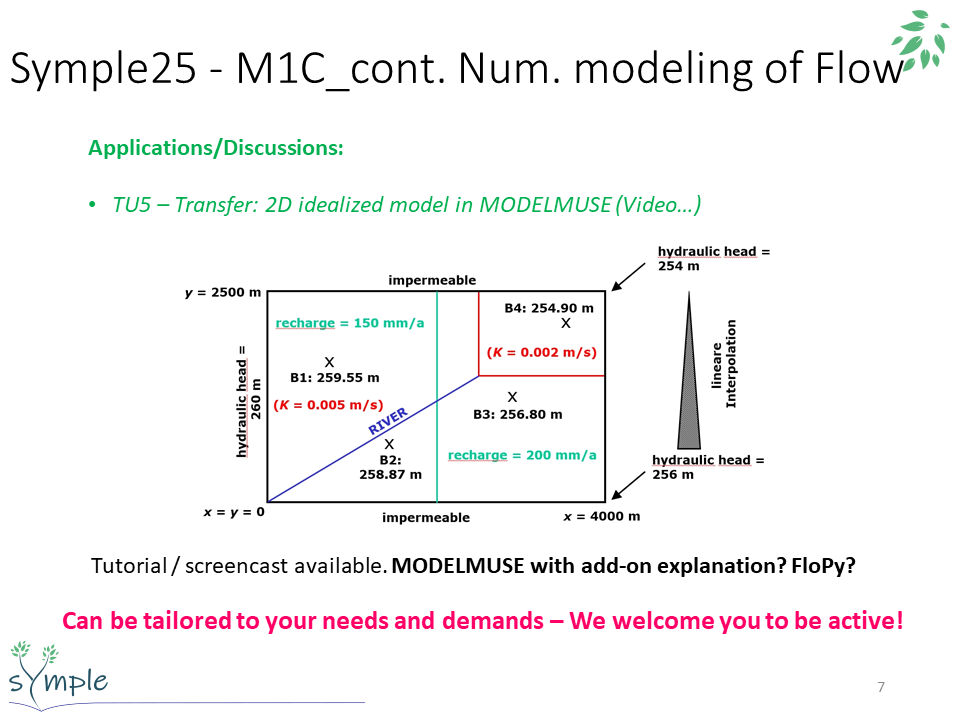 Symple25 - M1C_cont. Num. modeling of Flow
Applications/Discussions:
• TU5 – Transfer: 2D idealized model in MODELMUSE (Video...)
hydraulic head =
254 m
impermeable
y = 2500 m
B4: 254.90 m
X
recharge = 150 mm/a
(K = 0.002 m/s)
X
B1: 259.55 m
hydraulic head =
260 m
lineare
Interpolation
(K = 0.005 m/s)
X
B3: 256.80 m
RIVER
X
B2:
258.87 m
recharge = 200 mm/a
hydraulic head =
256 m
x = y = 0
impermeable
x = 4000 m
Tutorial / screencast available. MODELMUSE with add-on explanation? FloPy?
Can be tailored to your needs and demands – We welcome you to be active!
sYmple
7